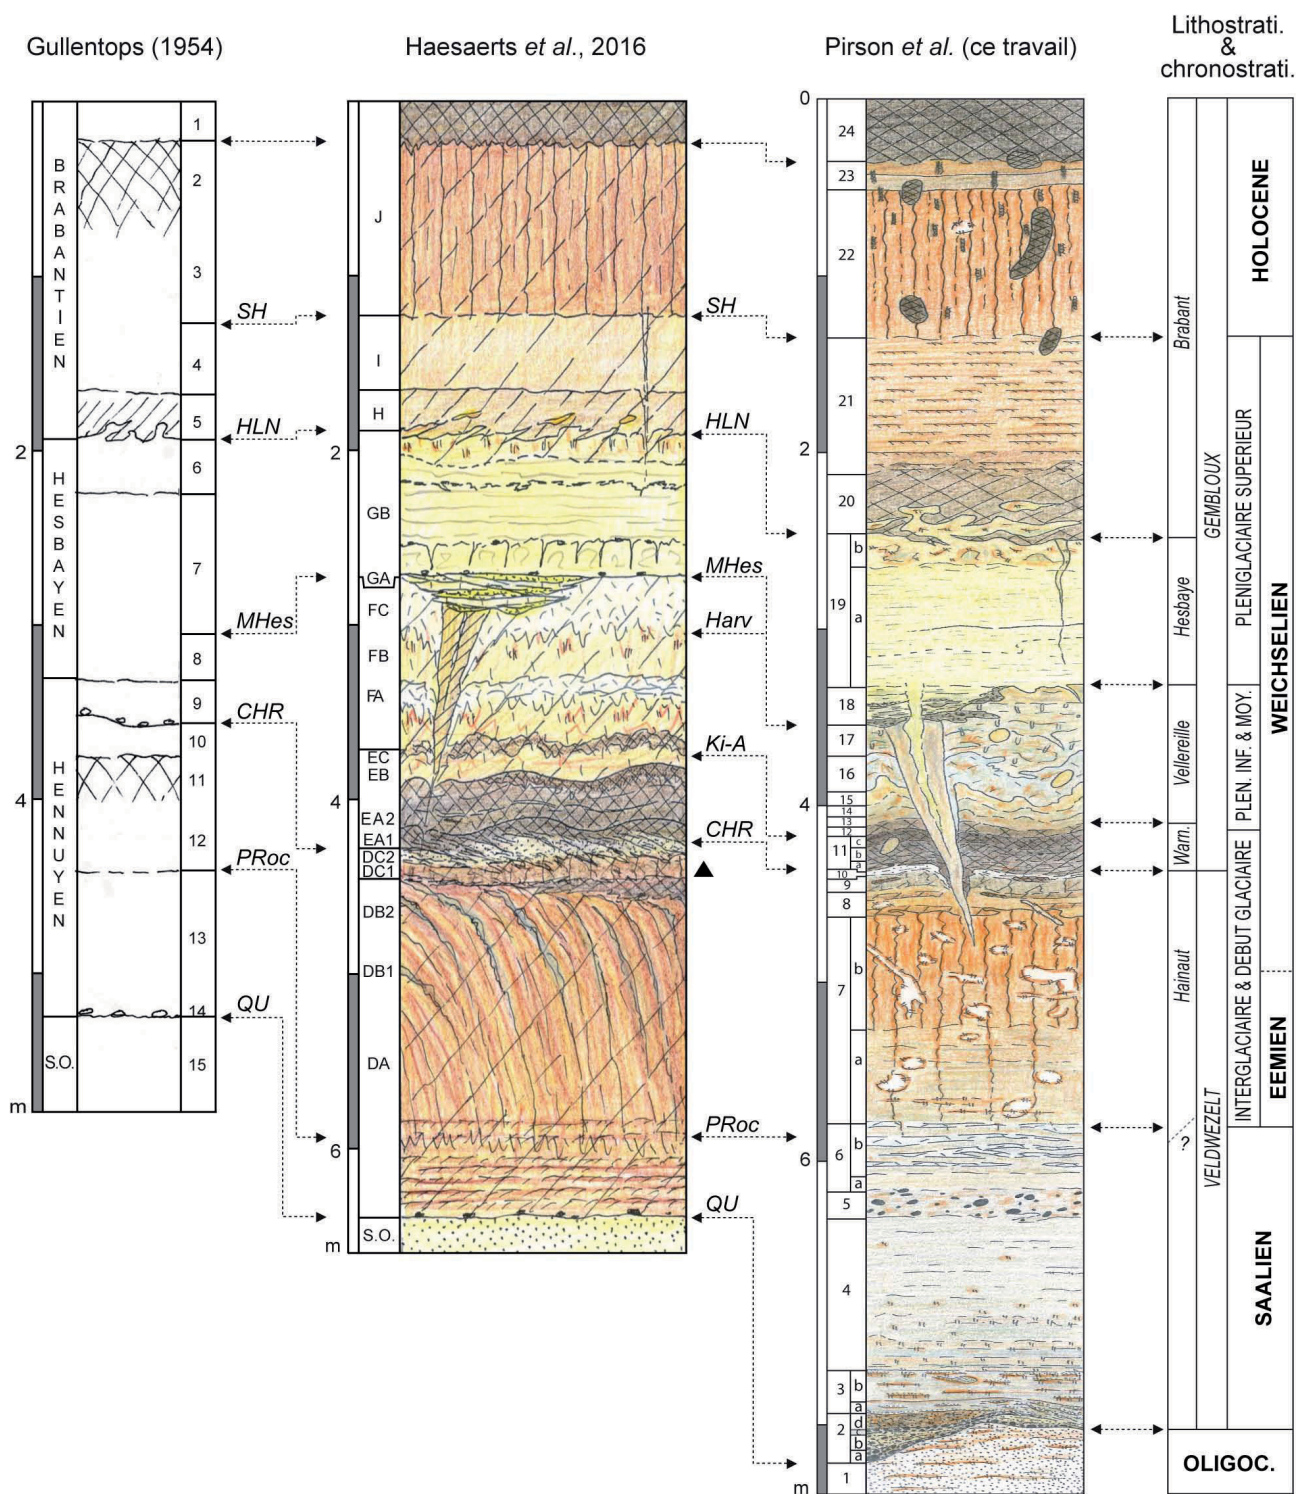 Gullentops (1954)
Haesaerts et al., 2016
Pirson et al. (ce travail)
Lithostrati.
&
chronostrati.
BRABANTIEN
HESBAYEN
HENNUYEN
S.O.
2
4
m
1
2
3
4
5
6
7
8
9
10
11
12
13
14
15
SH
HLN
MHes
CHR
PRoc
QU
2
4
6
m
J
I
H
GB
GA
FC
FB
FA
EC
EB
EA2
EA1
DC2
DC1
DB2
DB1
DA
S.O.
SH
HLN
MHes
Harv
Ki-A
CHR
PRoc
QU
0
2
4
6
m
24
23
22
21
20
19
b
a
18
17
16
15
14
13
12
11
c
b
a
10
9
8
7
b
a
6
b
a
5
4
3
b
a
2
d
c
b
a
1
Brabant
Hesbaye
Vellereille
Warn.
Hainaut
?
GEMBLOUX
VELDWEZELT
PLENIGLACIAIRE SUPERIEUR
PLEN. INF. & MOY.
INTERGLACIAIRE & DEBUT GLACIAIRE
HOLOCENE
WEICHSELIEN
EEMIEN
SAALIEN
OLIGOC.